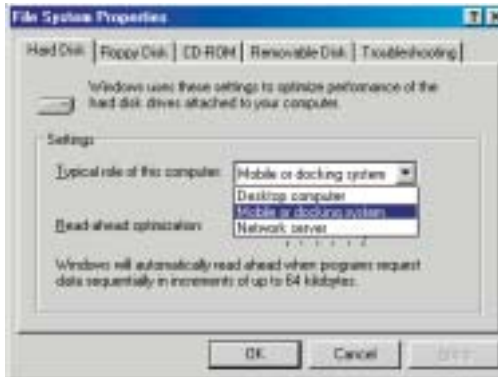 File System Properties
Hard Disk Floppy Disk CD-ROM Removable Disk Troubleshooting
Windows uses these settings to optimize performance of the
hard disk drives attached to your computer.
Settings
Typical role of this computer: Mobile or docking system
Desktop computer
Mobile or docking system
Network server
Read-ahead optimization:
Windows will automatically read ahead when programs request
data sequentially in increments of up to 64 kilobytes.
OK Cancel